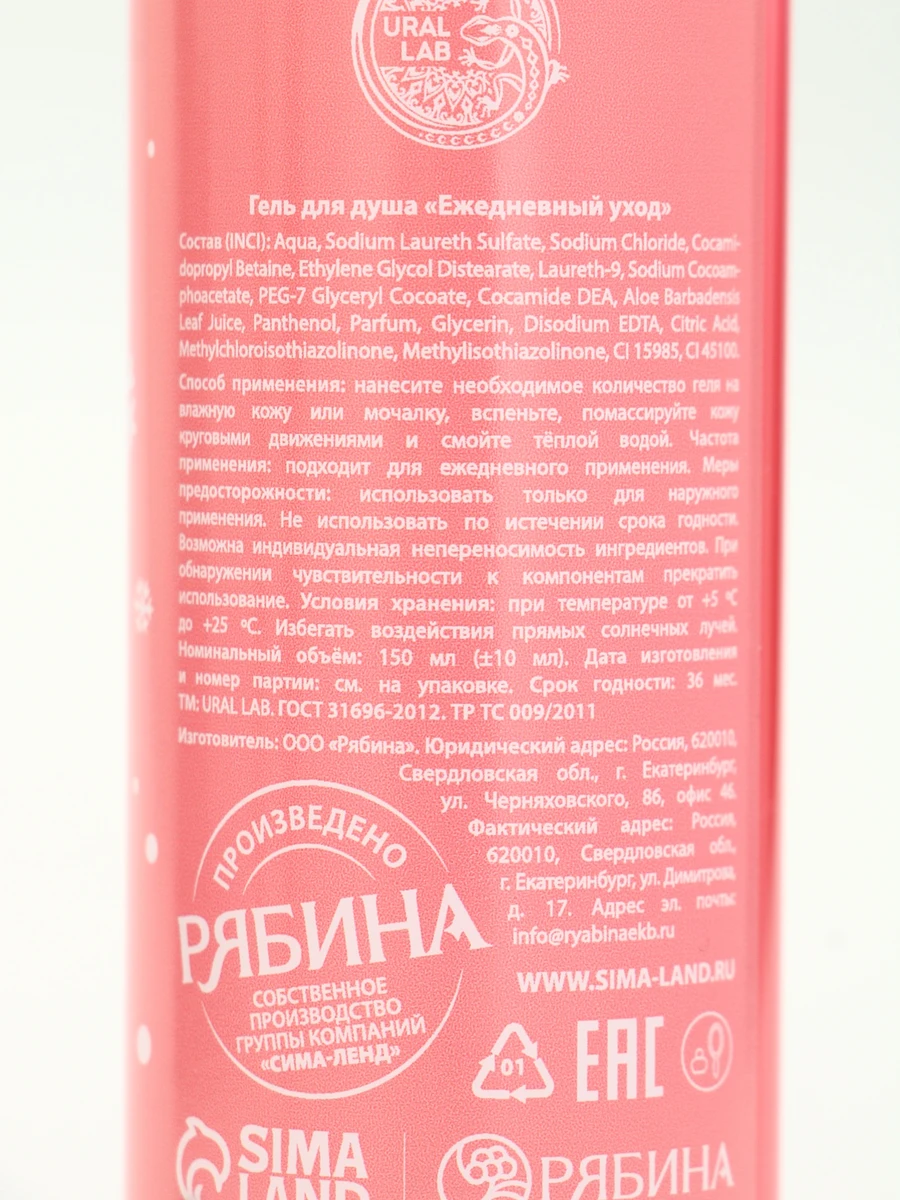 URAL
LAB
Гель для душа «Ежедневный уход»
Состав (INCI): Aqua, Sodium Laureth Sulfate, Sodium Chloride, Cocami-
dopropyl Betaine, Ethylene Glycol Distearate, Laureth-9, Sodium Cocoam-
phoacetate, PEG-7 Glyceryl Cocoate, Cocamide DEA, Aloe Barbadensis
Leaf Juice, Panthenol, Parfum, Glycerin, Disodium EDTA, Citric Acid,
Methylchloroisothiazolinone, Methylisothiazolinone, CI 15985, CI 45100.
Способ применения: нанесите необходимое количество геля на
влажную кожу или мочалку, вспеньте, помассируйте кожу
круговыми движениями и смойте тёплой водой. Частота
применения: подходит для ежедневного применения. Меры
предосторожности: использовать только для наружного
применения. Не использовать по истечении срока годности.
Возможна индивидуальная непереносимость ингредиентов. При
обнаружении чувствительности к компонентам прекратить
использование. Условия хранения: при температуре от +5 °C
до +25 °C. Избегать воздействия прямых солнечных лучей.
Номинальный объём: 150 мл (±10 мл). Дата изготовления
и номер партии: см. на упаковке. Срок годности: 36 мес.
ТМ: URAL LAB. ГОСТ 31696-2012. ТР ТС 009/2011
Изготовитель: ООО «Рябина». Юридический адрес: Россия, 620010,
Свердловская обл., г. Екатеринбург,
ул. Черняховского, 86, офис 46.
Фактический адрес: Россия,
620010, Свердловская обл.,
г. Екатеринбург, ул. Димитрова,
д. 17. Адрес эл. почты:
info@ryabinaekb.ru
WWW.SIMA-LAND.RU
ПРОИЗВЕДЕНО
РЯБИНА
СОБСТВЕННОЕ
ПРОИЗВОДСТВО
ГРУППЫ КОМПАНИЙ
«СИМА-ЛЕНД»
01
EAC
SIMA
LAND
РЯБИНА